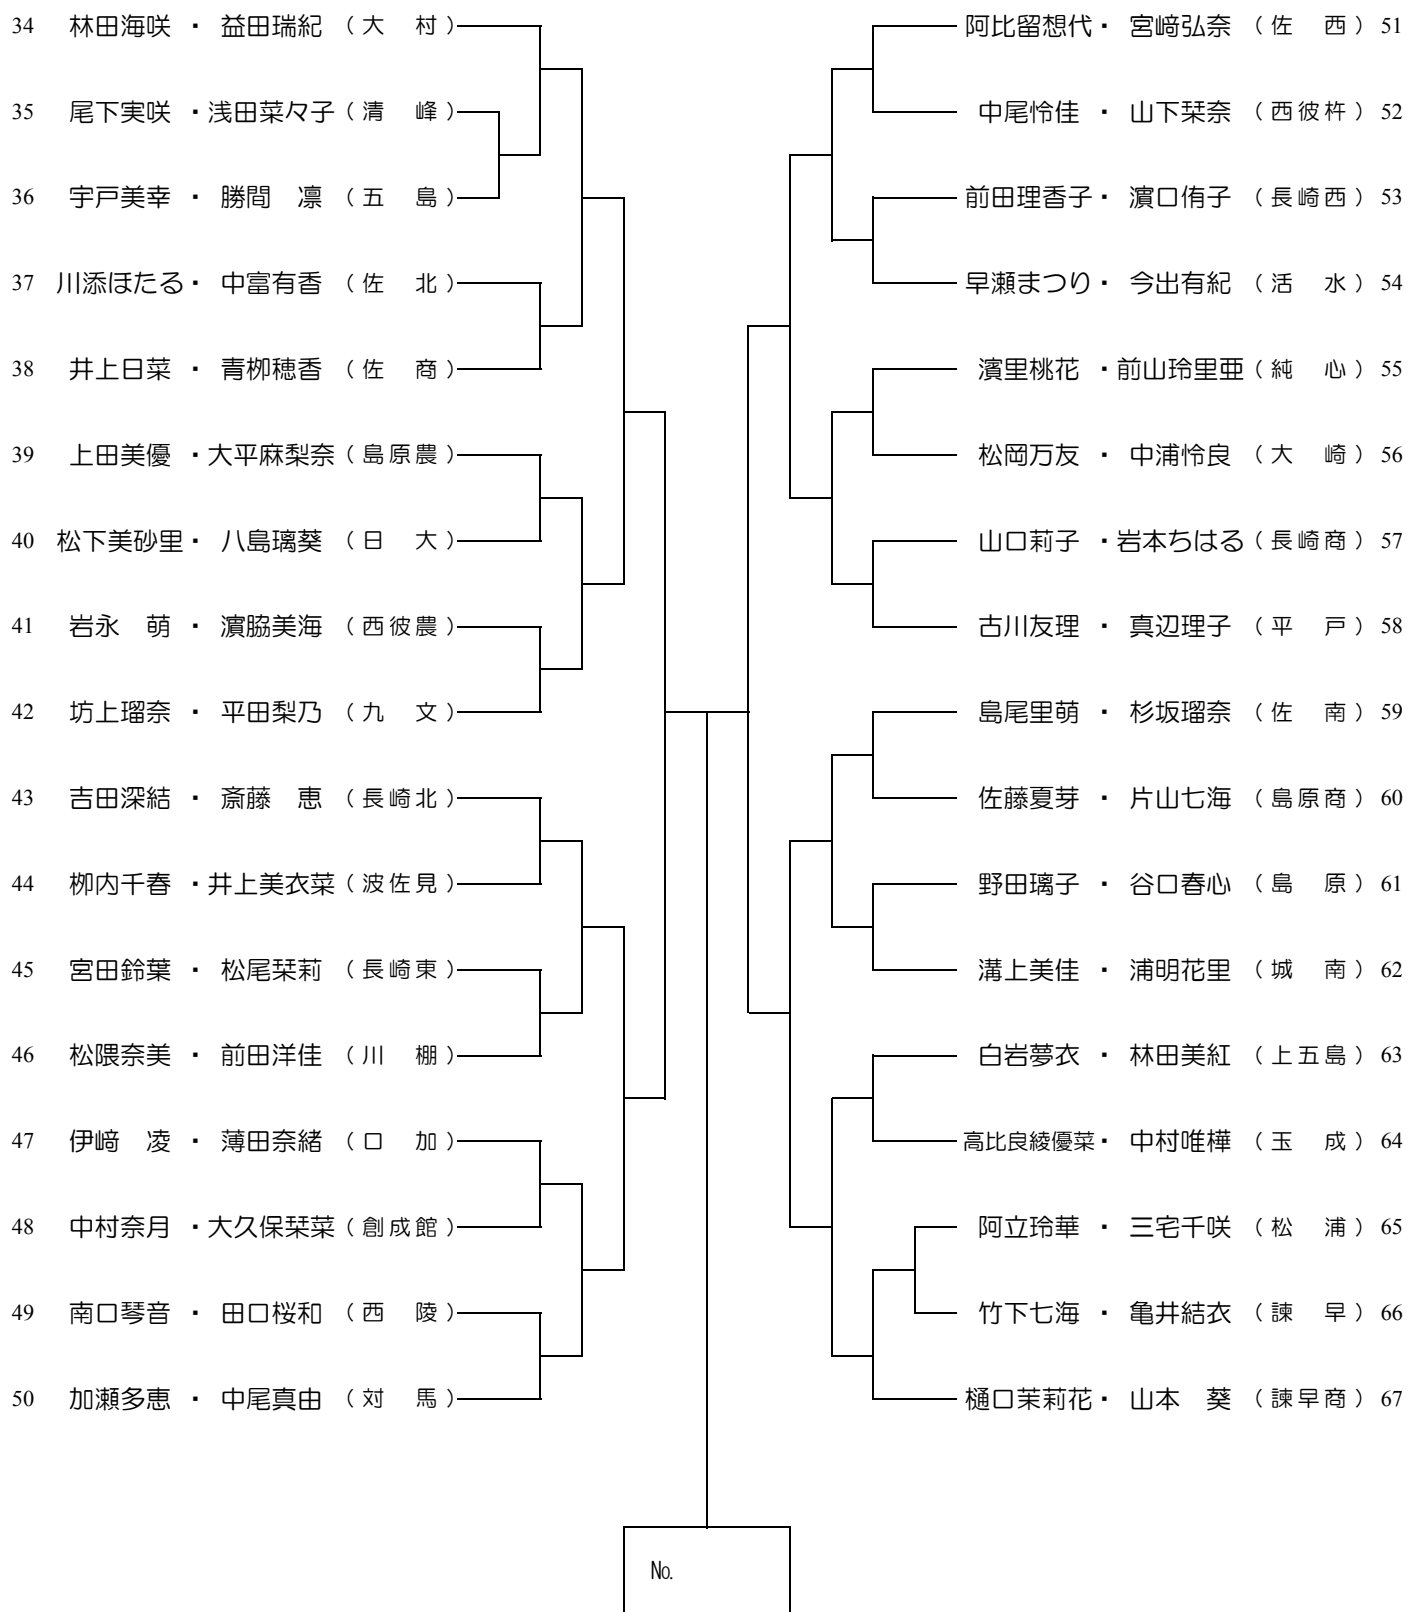 34 林田海咲 ・ 益田瑞紀 （大　村）
35 尾下実咲 ・ 浅田菜々子（清　峰）
36 宇戸美幸 ・ 勝間　凛 （五　島）
37 川添ほたる・ 中富有香 （佐　北）
38 井上日菜 ・ 青栁穂香 （佐　商）
39 上田美優 ・ 大平麻梨奈（島原農）
40 松下美砂里・ 八島璃葵 （日　大）
41 岩永　萌 ・ 濵脇美海 （西彼農）
42 坊上瑠奈 ・ 平田梨乃 （九　文）
43 吉田深結 ・ 斎藤　恵 （長崎北）
44 栁内千春 ・ 井上美衣菜（波佐見）
45 宮田鈴葉 ・ 松尾栞莉 （長崎東）
46 松隈奈美 ・ 前田洋佳 （川　棚）
47 伊﨑　凌 ・ 薄田奈緒 （口　加）
48 中村奈月 ・ 大久保栞菜（創成館）
49 南口琴音 ・ 田口桜和 （西　陵）
50 加瀬多恵 ・ 中尾真由 （対　馬）
阿比留想代・ 宮﨑弘奈 （佐　西） 51
中尾怜佳 ・ 山下栞奈 （西彼杵） 52
前田理香子・ 濵口侑子 （長崎西） 53
早瀬まつり・ 今出有紀 （活　水） 54
濱里桃花 ・ 前山玲里亜（純　心） 55
松岡万友 ・ 中浦怜良 （大　崎） 56
山口莉子 ・ 岩本ちはる（長崎商） 57
古川友理 ・ 真辺理子 （平　戸） 58
島尾里萌 ・ 杉坂瑠奈 （佐　南） 59
佐藤夏芽 ・ 片山七海 （島原商） 60
野田璃子 ・ 谷口春心 （島　原） 61
溝上美佳 ・ 浦明花里 （城　南） 62
白岩夢衣 ・ 林田美紅 （上五島） 63
高比良綾優菜・ 中村唯樺 （玉　成） 64
阿立玲華 ・ 三宅千咲 （松　浦） 65
竹下七海 ・ 亀井結衣 （諫　早） 66
樋口茉莉花・ 山本　葵 （諫早商） 67
№